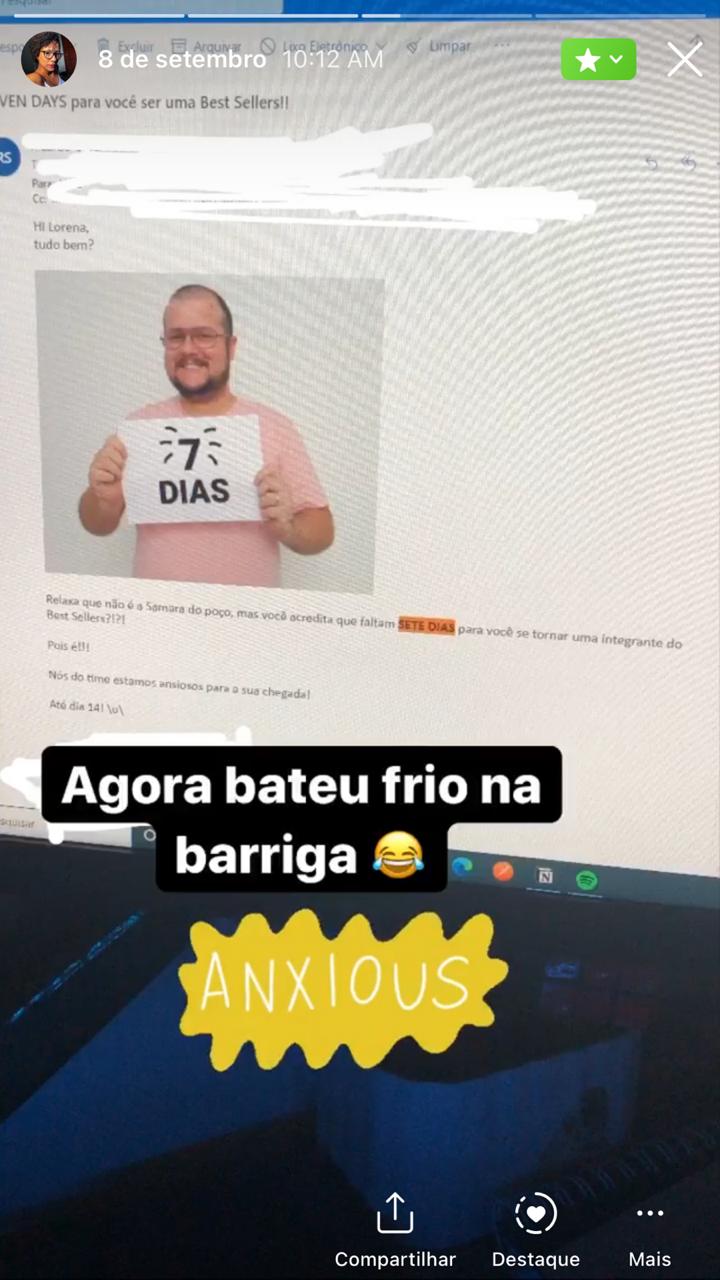 8 de setembro 10:12 AM
Excluir Arquivar Lixo Eletrônico Limpar ...
VEN DAYS para você ser uma Best Sellers!!
RS
Cc:
HI Lorena,
tudo bem?
7
DIAS
Relaxa que não é a Samara do poço, mas você acredita que faltam SETE DIAS para você se tornar uma integrante do
Best Sellers?!?!
Pois é!!!
Nós do time estamos ansiosos para a sua chegada!
Até dia 14! \o\
Agora bateu frio na
barriga 😂
ANXIOUS
Compartilhar Destaque Mais